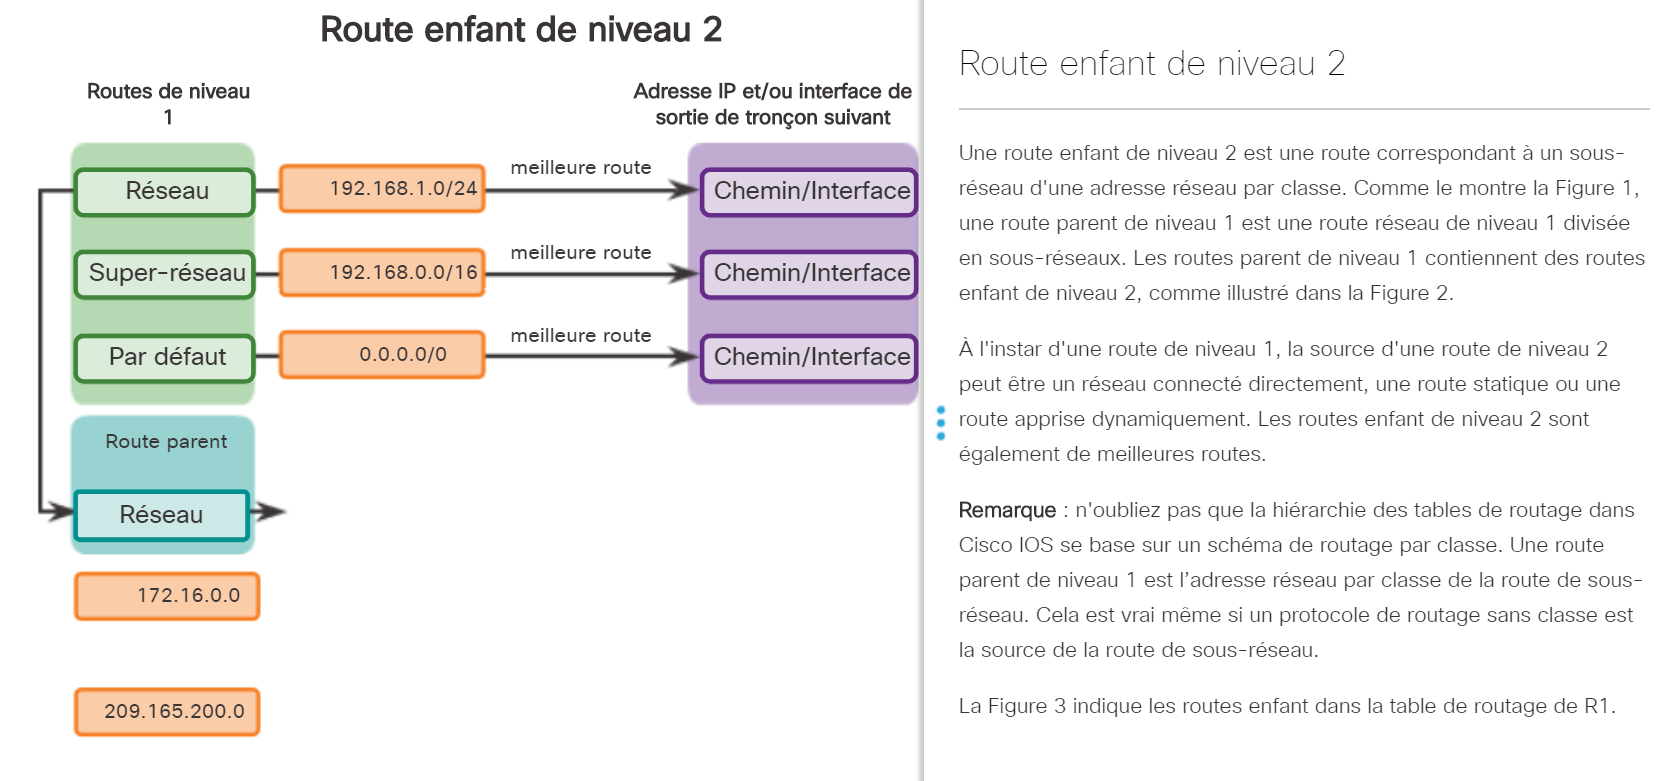 Route enfant de niveau 2
Routes de niveau
1
Adresse IP et/ou interface de
sortie de tronçon suivant
Réseau
192.168.1.0/24
meilleure route
Chemin/Interface
Super-réseau
192.168.0.0/16
meilleure route
Chemin/Interface
Par défaut
0.0.0.0/0
meilleure route
Chemin/Interface
Route parent
Réseau
172.16.0.0
209.165.200.0
Route enfant de niveau 2
Une route enfant de niveau 2 est une route correspondant à un sous-
réseau d'une adresse réseau par classe. Comme le montre la Figure 1,
une route parent de niveau 1 est une route réseau de niveau 1 divisée
en sous-réseaux. Les routes parent de niveau 1 contiennent des routes
enfant de niveau 2, comme illustré dans la Figure 2.
À l'instar d'une route de niveau 1, la source d'une route de niveau 2
peut être un réseau connecté directement, une route statique ou une
route apprise dynamiquement. Les routes enfant de niveau 2 sont
également de meilleures routes.
Remarque : n'oubliez pas que la hiérarchie des tables de routage dans
Cisco IOS se base sur un schéma de routage par classe. Une route
parent de niveau 1 est l’adresse réseau par classe de la route de sous-
réseau. Cela est vrai même si un protocole de routage sans classe est
la source de la route de sous-réseau.
La Figure 3 indique les routes enfant dans la table de routage de R1.